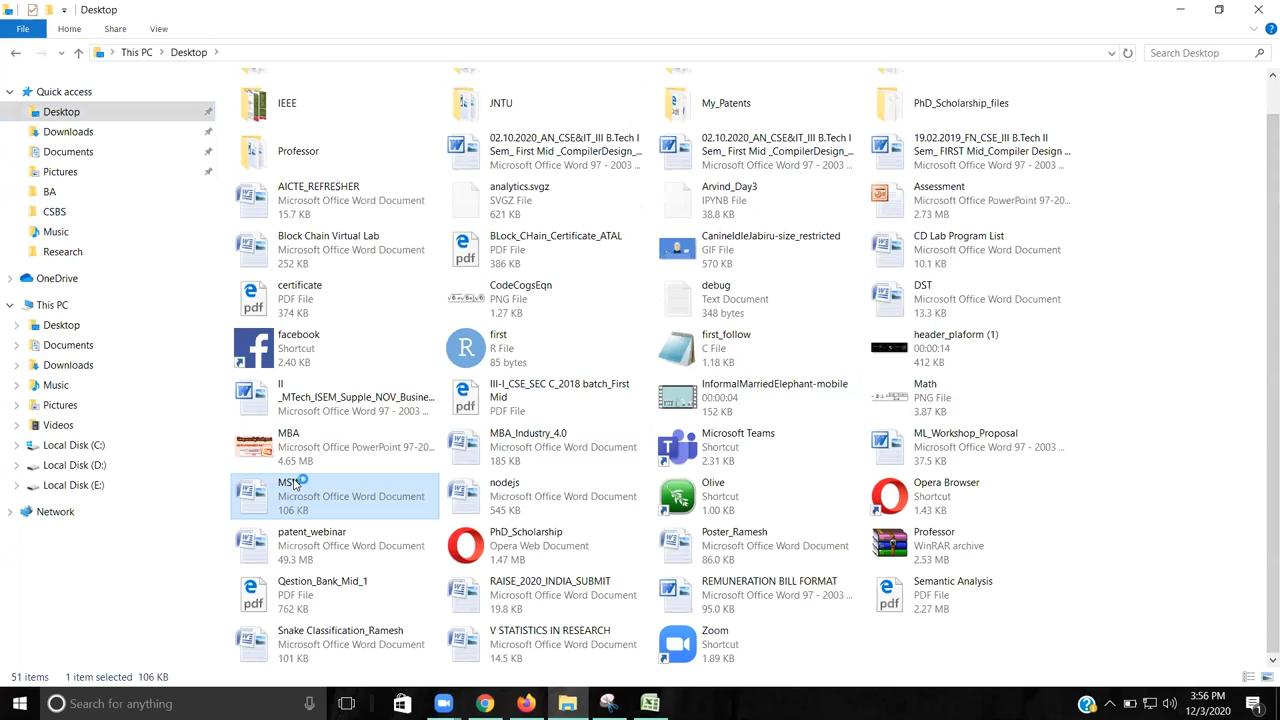 Desktop
File Home Share View
This PC Desktop Search Desktop
Quick access
Desktop
Downloads
Documents
Pictures
BA
CSBS
Music
Research
OneDrive
This PC
Desktop
Documents
Downloads
Music
Pictures
Videos
Local Disk (C:)
Local Disk (D:)
Local Disk (E:)
Network
IEEE
JNTU
My_Patents
PhD_Scholarship_files
Professor
02.10.2020_AN_CSE&IT_III B.Tech I
Sem_ First Mid _CompilerDesign_...
Microsoft Office Word 97 - 2003 ...
02.10.2020_AN_CSE&IT_III B.Tech I
Sem_ First Mid _CompilerDesign_...
Microsoft Office Word 97 - 2003 ...
19.02.2019_FN_CSE_III B.Tech II
Sem_ FIRST Mid_Compiler Design ...
Microsoft Office Word 97 - 2003 ...
AICTE_REFRESHER
Microsoft Office Word Document
15.7 KB
analytics.svgz
SVGZ File
621 KB
Arvind_Day3
IPYNB File
38.8 KB
Assessment
Microsoft Office PowerPoint 97-20...
2.73 MB
Block Chain Virtual Lab
Microsoft Office Word Document
252 KB
BLock_CHain_Certificate_ATAL
PDF File
386 KB
CanineIdleJabiru-size_restricted
GIF File
570 KB
CD Lab Program List
Microsoft Office Word Document
10.1 KB
certificate
PDF File
374 KB
CodeCogsEqn
PNG File
1.27 KB
debug
Text Document
348 bytes
DST
Microsoft Office Word Document
13.3 KB
facebook
Shortcut
2.40 KB
first
R File
85 bytes
first_follow
C File
1.18 KB
header_plaform (1)
00:00:14
412 KB
II
_MTech_ISEM_Supple_NOV_Busine...
Microsoft Office Word 97 - 2003 ...
III-I_CSE_SEC C_2018 batch_First
Mid
PDF File
InformalMarriedElephant-mobile
00:00:04
152 KB
Math
PNG File
3.87 KB
MBA
Microsoft Office PowerPoint 97-20...
4.65 MB
MBA_Industry_4.0
Microsoft Office Word Document
185 KB
Microsoft Teams
Shortcut
2.31 KB
ML_Workshop_Proposal
Microsoft Office Word 97 - 2003 ...
37.5 KB
Microsoft Office Word Document
106 KB
nodejs
Microsoft Office Word Document
545 KB
Olive
Shortcut
1.00 KB
Opera Browser
Shortcut
1.43 KB
patent_webinar
Microsoft Office Word Document
49.3 KB
PhD_Scholarship
Opera Web Document
1.47 MB
Poster_Ramesh
Microsoft Office Word Document
86.0 KB
Professor
WinRAR archive
2.53 MB
Qestion_Bank_Mid_1
PDF File
762 KB
RAISE_2020_INDIA_SUBMIT
Microsoft Office Word Document
19.8 KB
REMUNERATION BILL FORMAT
Microsoft Office Word 97 - 2003 ...
95.0 KB
Semantic Analysis
PDF File
2.27 MB
Snake Classification_Ramesh
Microsoft Office Word Document
101 KB
V STATISTICS IN RESEARCH
Microsoft Office Word Document
14.5 KB
Zoom
Shortcut
1.89 KB
51 items 1 item selected 106 KB
Search for anything
3:56 PM
12/3/2020